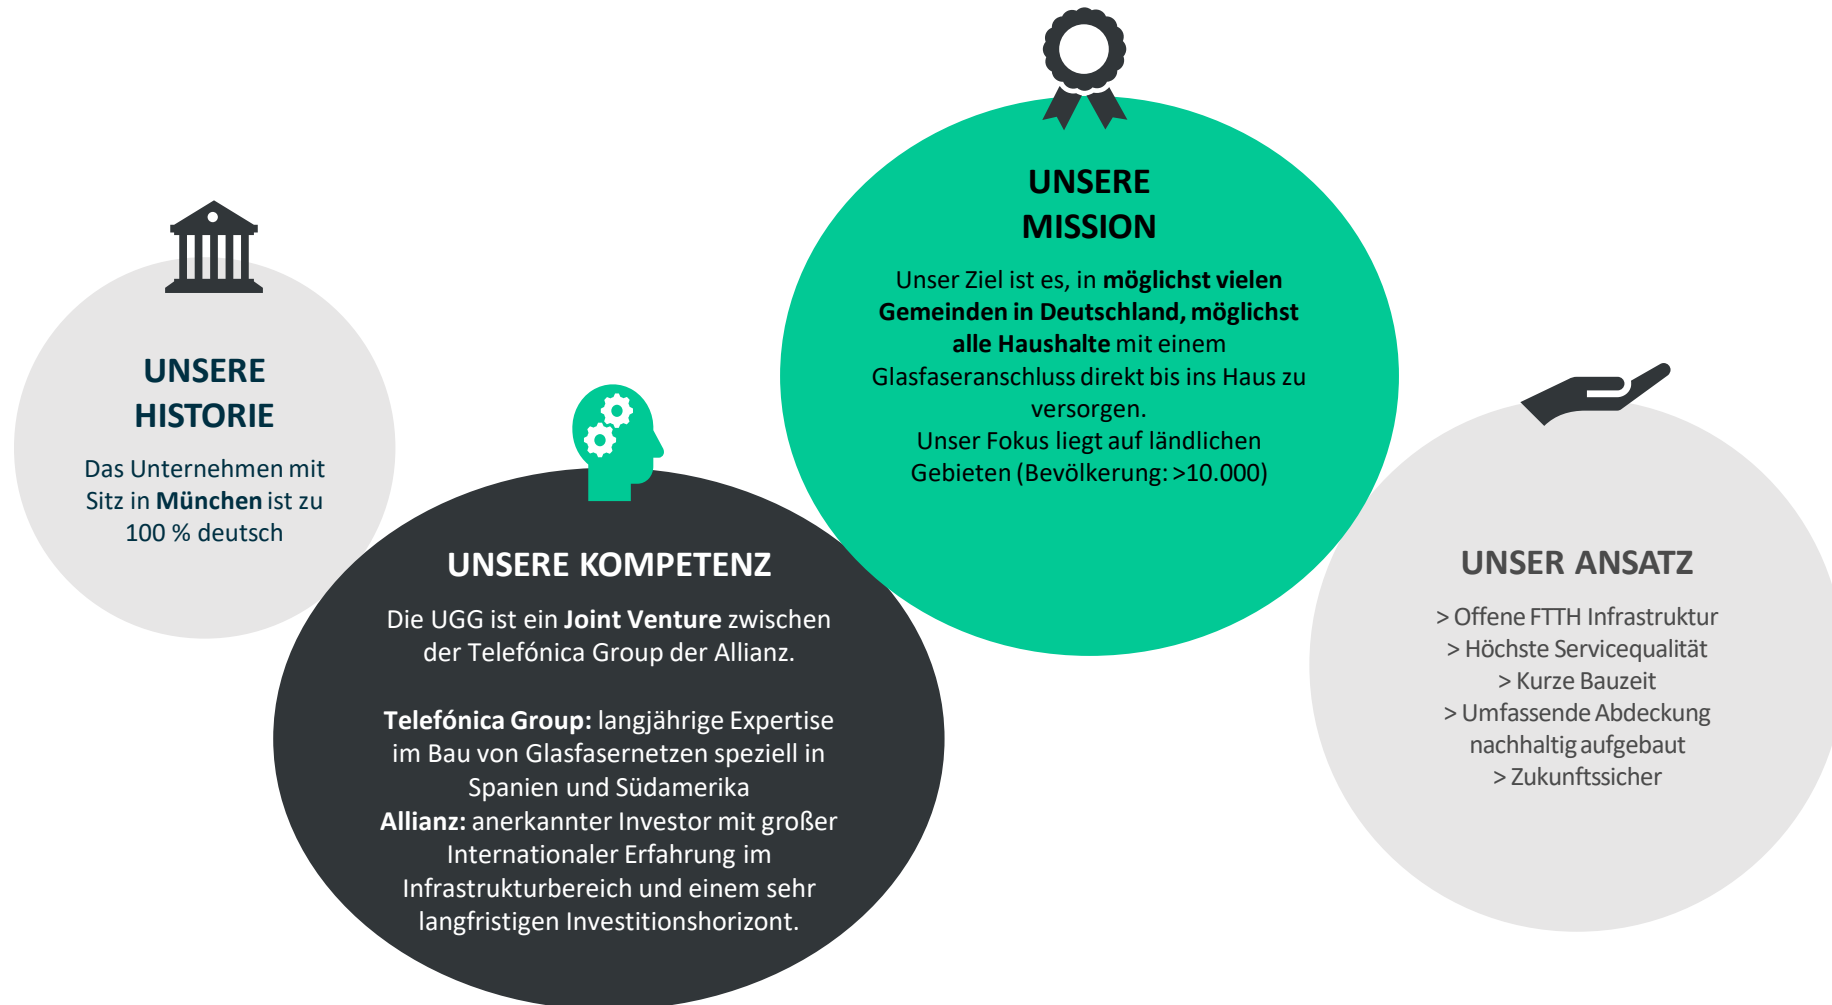 UNSERE
HISTORIE
Das Unternehmen mit
Sitz in München ist zu
100 % deutsch
UNSERE KOMPETENZ
Die UGG ist ein Joint Venture zwischen
der Telefónica Group der Allianz.
Telefónica Group: langjährige Expertise
im Bau von Glasfasernetzen speziell in
Spanien und Südamerika
Allianz: anerkannter Investor mit großer
Internationaler Erfahrung im
Infrastrukturbereich und einem sehr
langfristigen Investitionshorizont.
UNSERE
MISSION
Unser Ziel ist es, in möglichst vielen
Gemeinden in Deutschland, möglichst
alle Haushalte mit einem
Glasfaseranschluss direkt bis ins Haus zu
versorgen.
Unser Fokus liegt auf ländlichen
Gebieten (Bevölkerung: >10.000)
UNSER ANSATZ
> Offene FTTH Infrastruktur
> Höchste Servicequalität
> Kurze Bauzeit
> Umfassende Abdeckung
nachhaltig aufgebaut
> Zukunftssicher